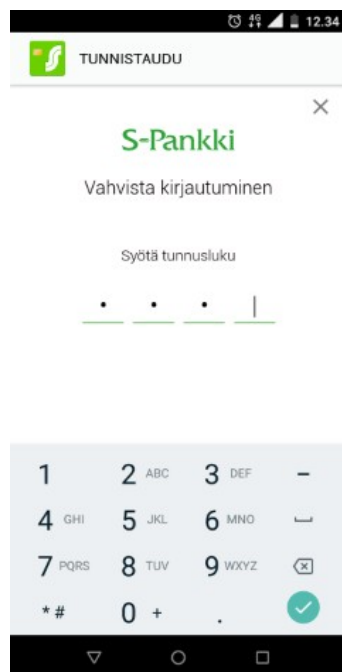 4G 12.34
TUNNISTAUDU
S-Pankki
Vahvista kirjautuminen
Syötä tunnusluku
1 2 ABC 3 DEF -
4 GHI 5 JKL 6 MNO
7 PQRS 8 TUV 9 WXYZ
* # 0 + .